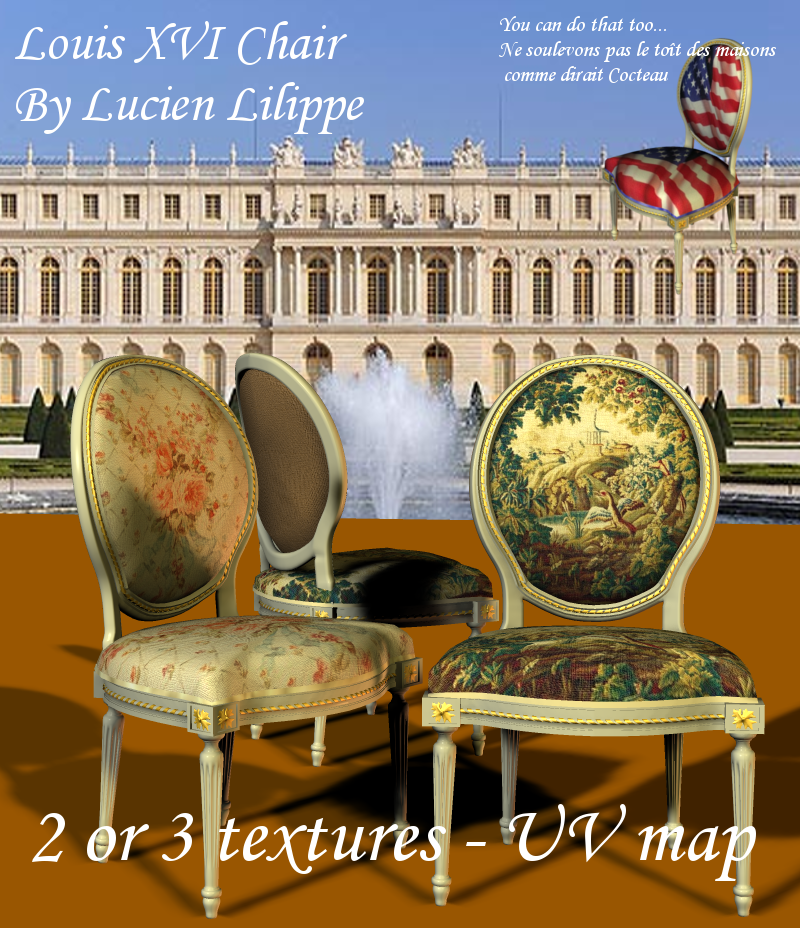 Louis XVI Chair
By Lucien Lilippe
You can do that too...
Ne soulevons pas le toît des maisons
comme dirait Cocteau
2 or 3 textures - UV map